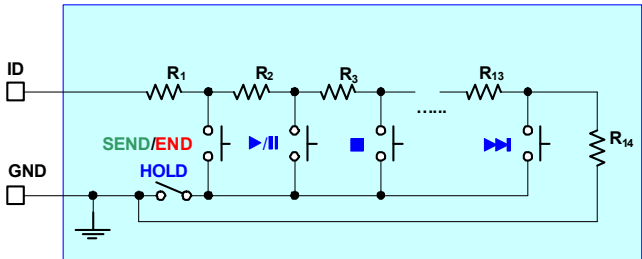 ID
R1
R2
R3
R13
......
SEND/END
R14
GND
HOLD